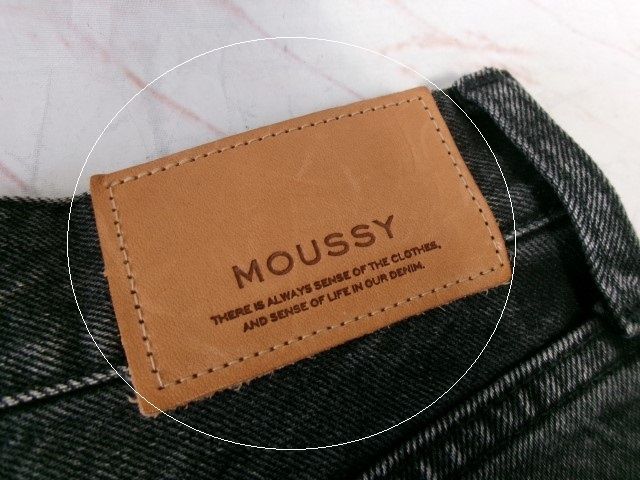 MOUSSY
THERE IS ALWAYS SENSE OF THE CLOTHES,
AND SENSE OF LIFE IN OUR DENIM.